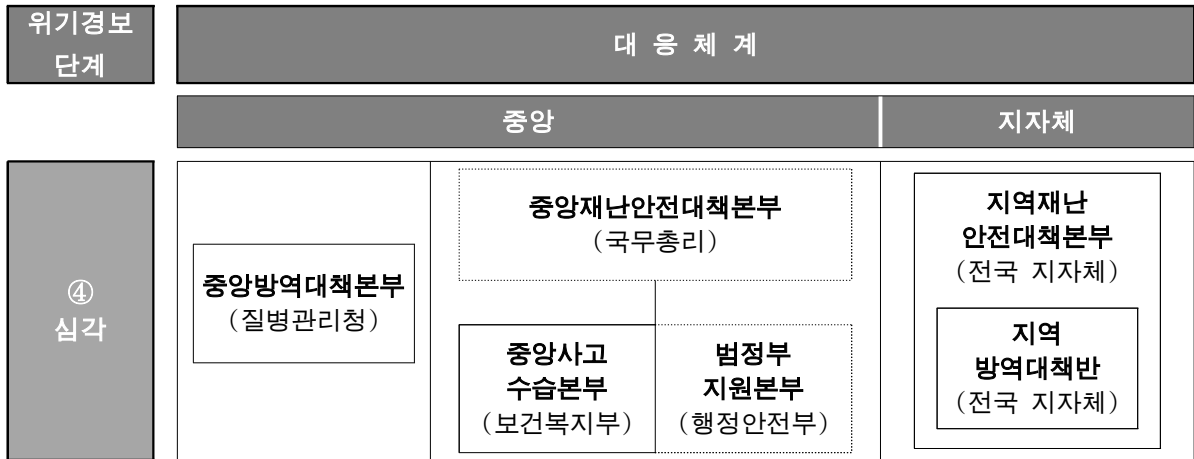 위기경보
단계
대 응 체 계
중앙
지자체
④
심각
중앙방역대책본부
(질병관리청)
중앙재난안전대책본부
(국무총리)
중앙사고
수습본부
(보건복지부)
범정부
지원본부
(행정안전부)
지역재난
안전대책본부
(전국 지자체)
지역
방역대책반
(전국 지자체)